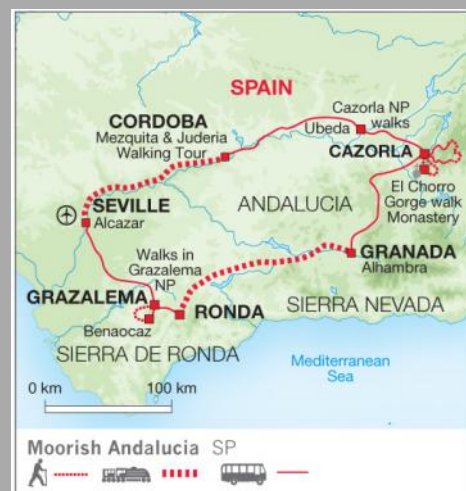 SPAIN
CORDOBA
Mezquita & Juderia
Walking Tour
Cazorla NP
walks
Ubeda
CAZORLA
El Chorro
Gorge walk
Monastery
SEVILLE
Alcazar
ANDALUCIA
Walks in
Grazalema
NP
GRANADA
Alhambra
GRAZALEMA
Benaocaz
RONDA
SIERRA NEVADA
SIERRA DE RONDA
Mediterranean
Sea
0 km
100 km
Moorish Andalucia SP